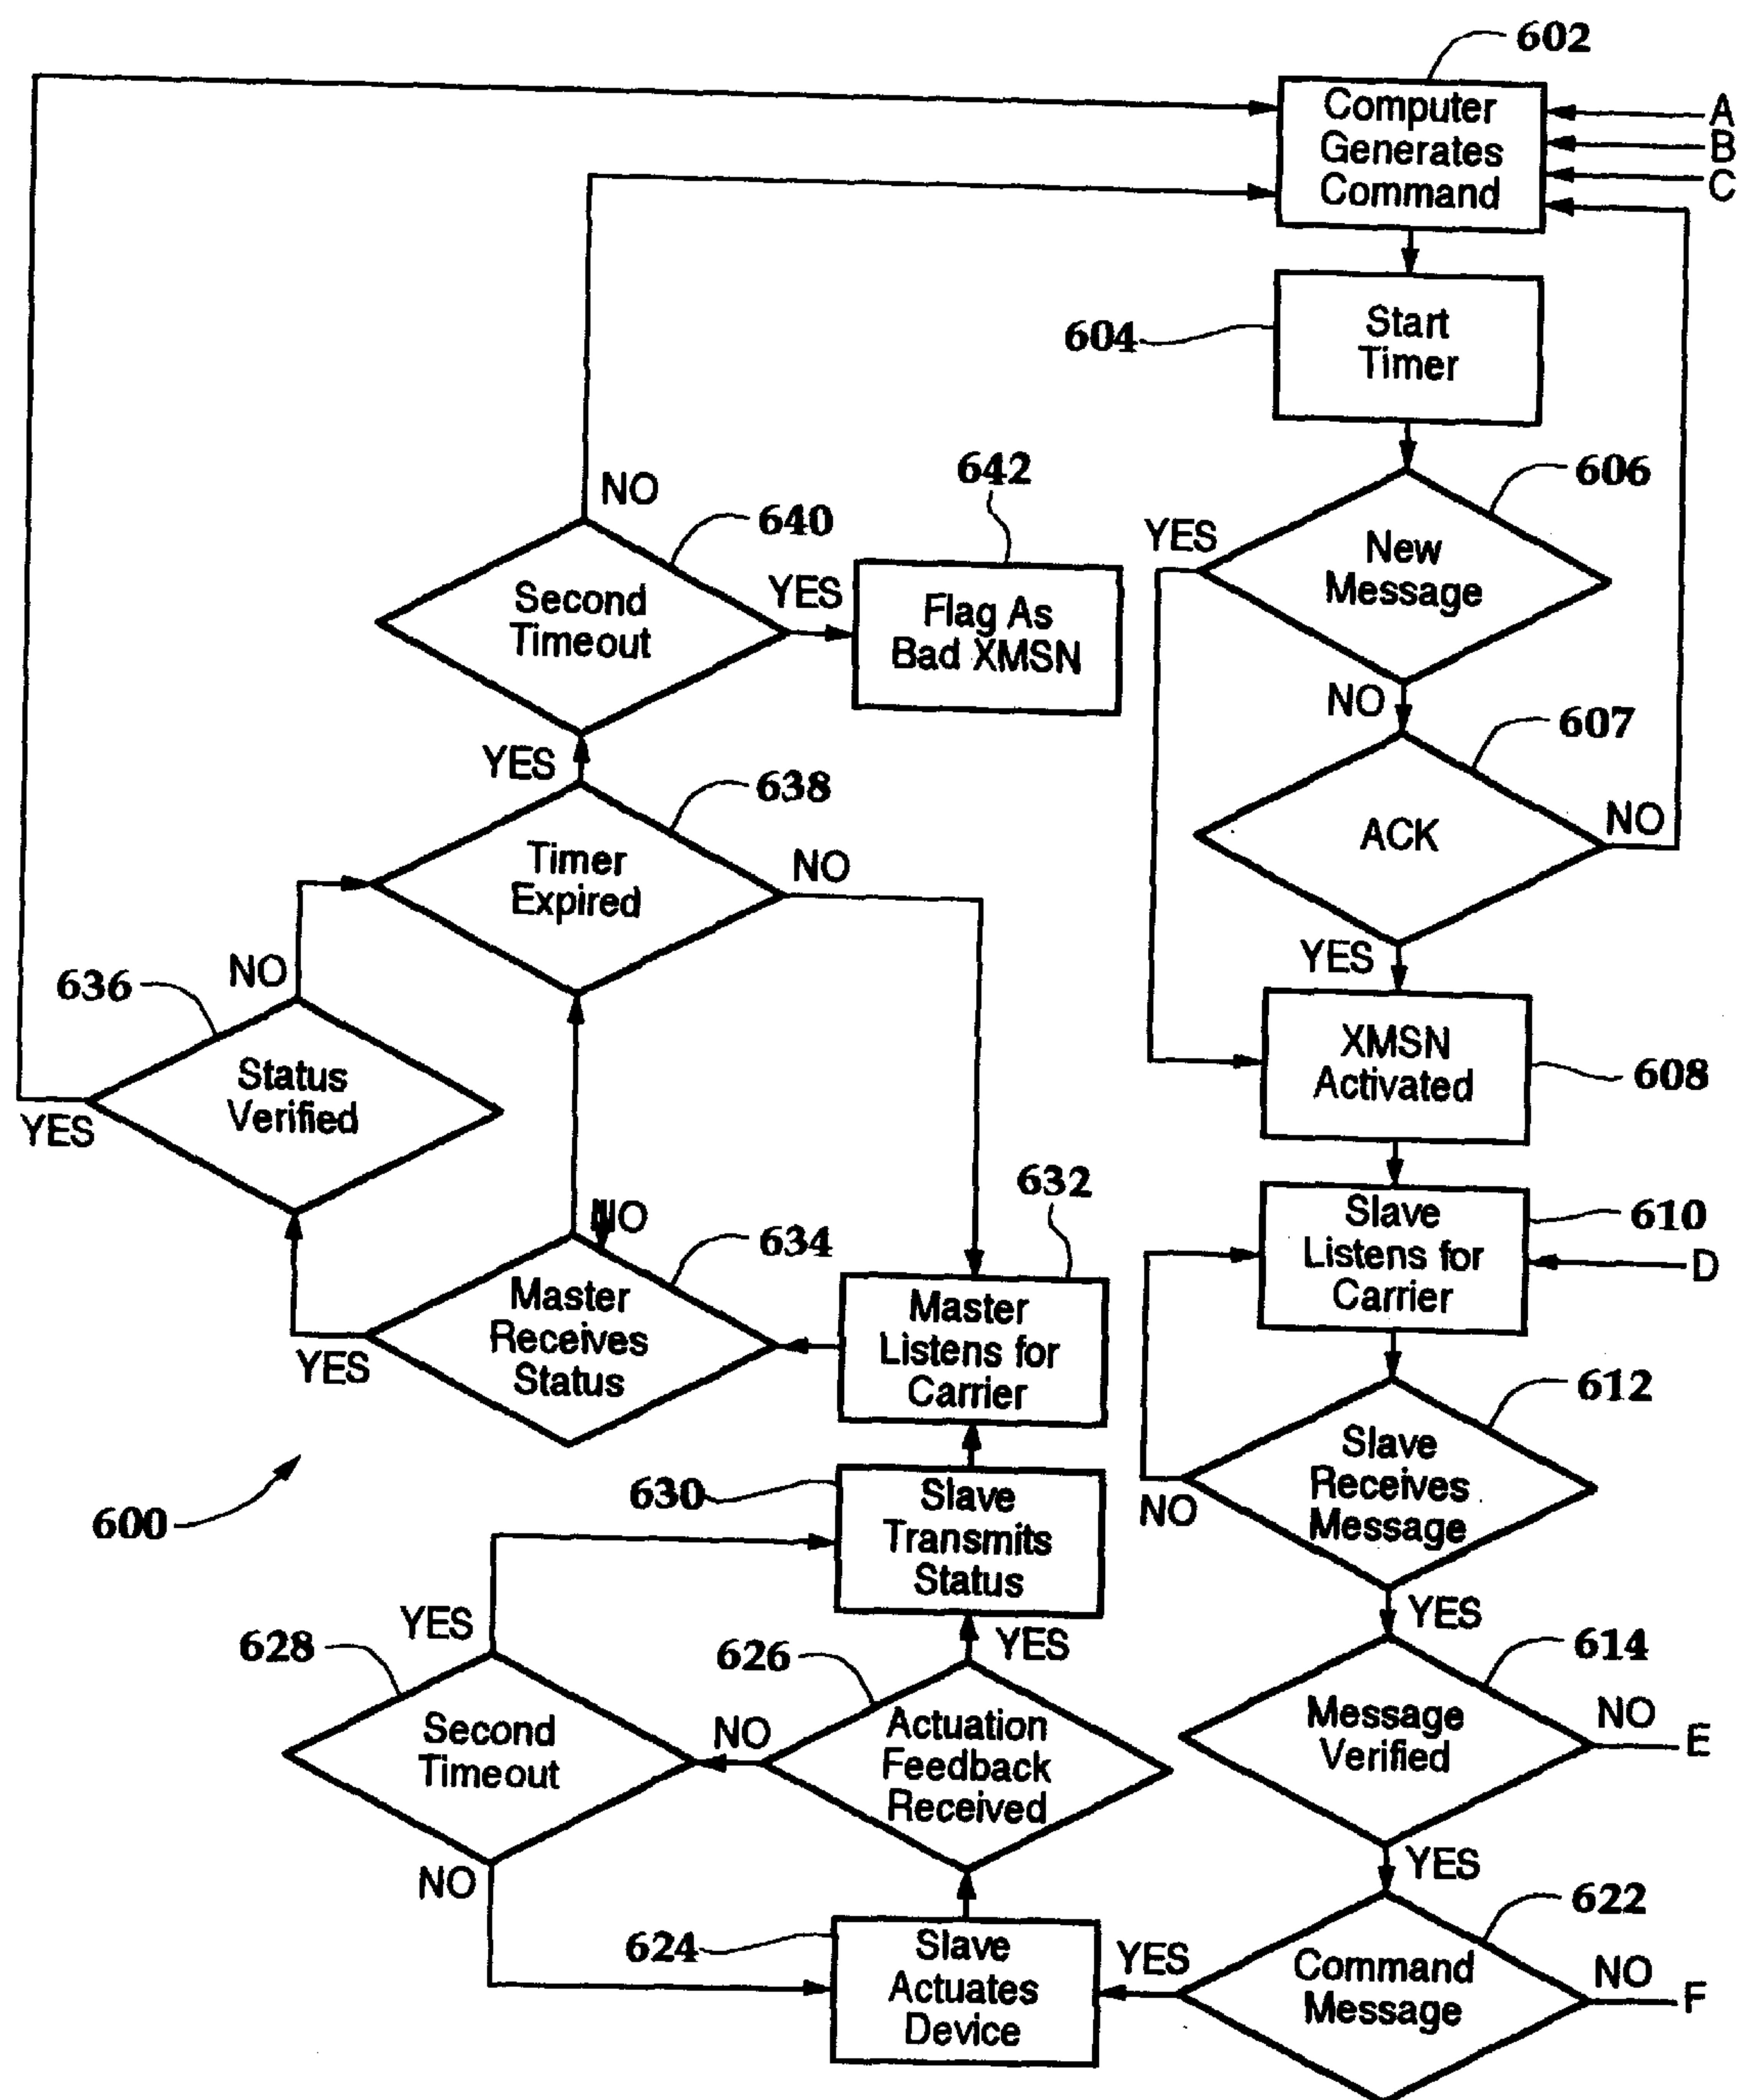 602
Computer
Generates
Command
A
B
C
604
Start
Timer
606
YES
New
Message
NO
607
ACK
NO
YES
XMSN
Activated
608
Slave
Listens for
Carrier
610
D
612
Slave
Receives
Message
NO
YES
614
Message
Verified
NO
E
YES
622
Command
Message
NO
F
YES
624
Slave
Actuates
Device
626
Actuation
Feedback
Received
YES
NO
628
Second
Timeout
YES
NO
630
Slave
Transmits
Status
632
Master
Listens for
Carrier
634
Master
Receives
Status
NO
YES
636
Status
Verified
NO
YES
638
Timer
Expired
NO
YES
640
Second
Timeout
NO
YES
642
Flag As
Bad XMSN
600